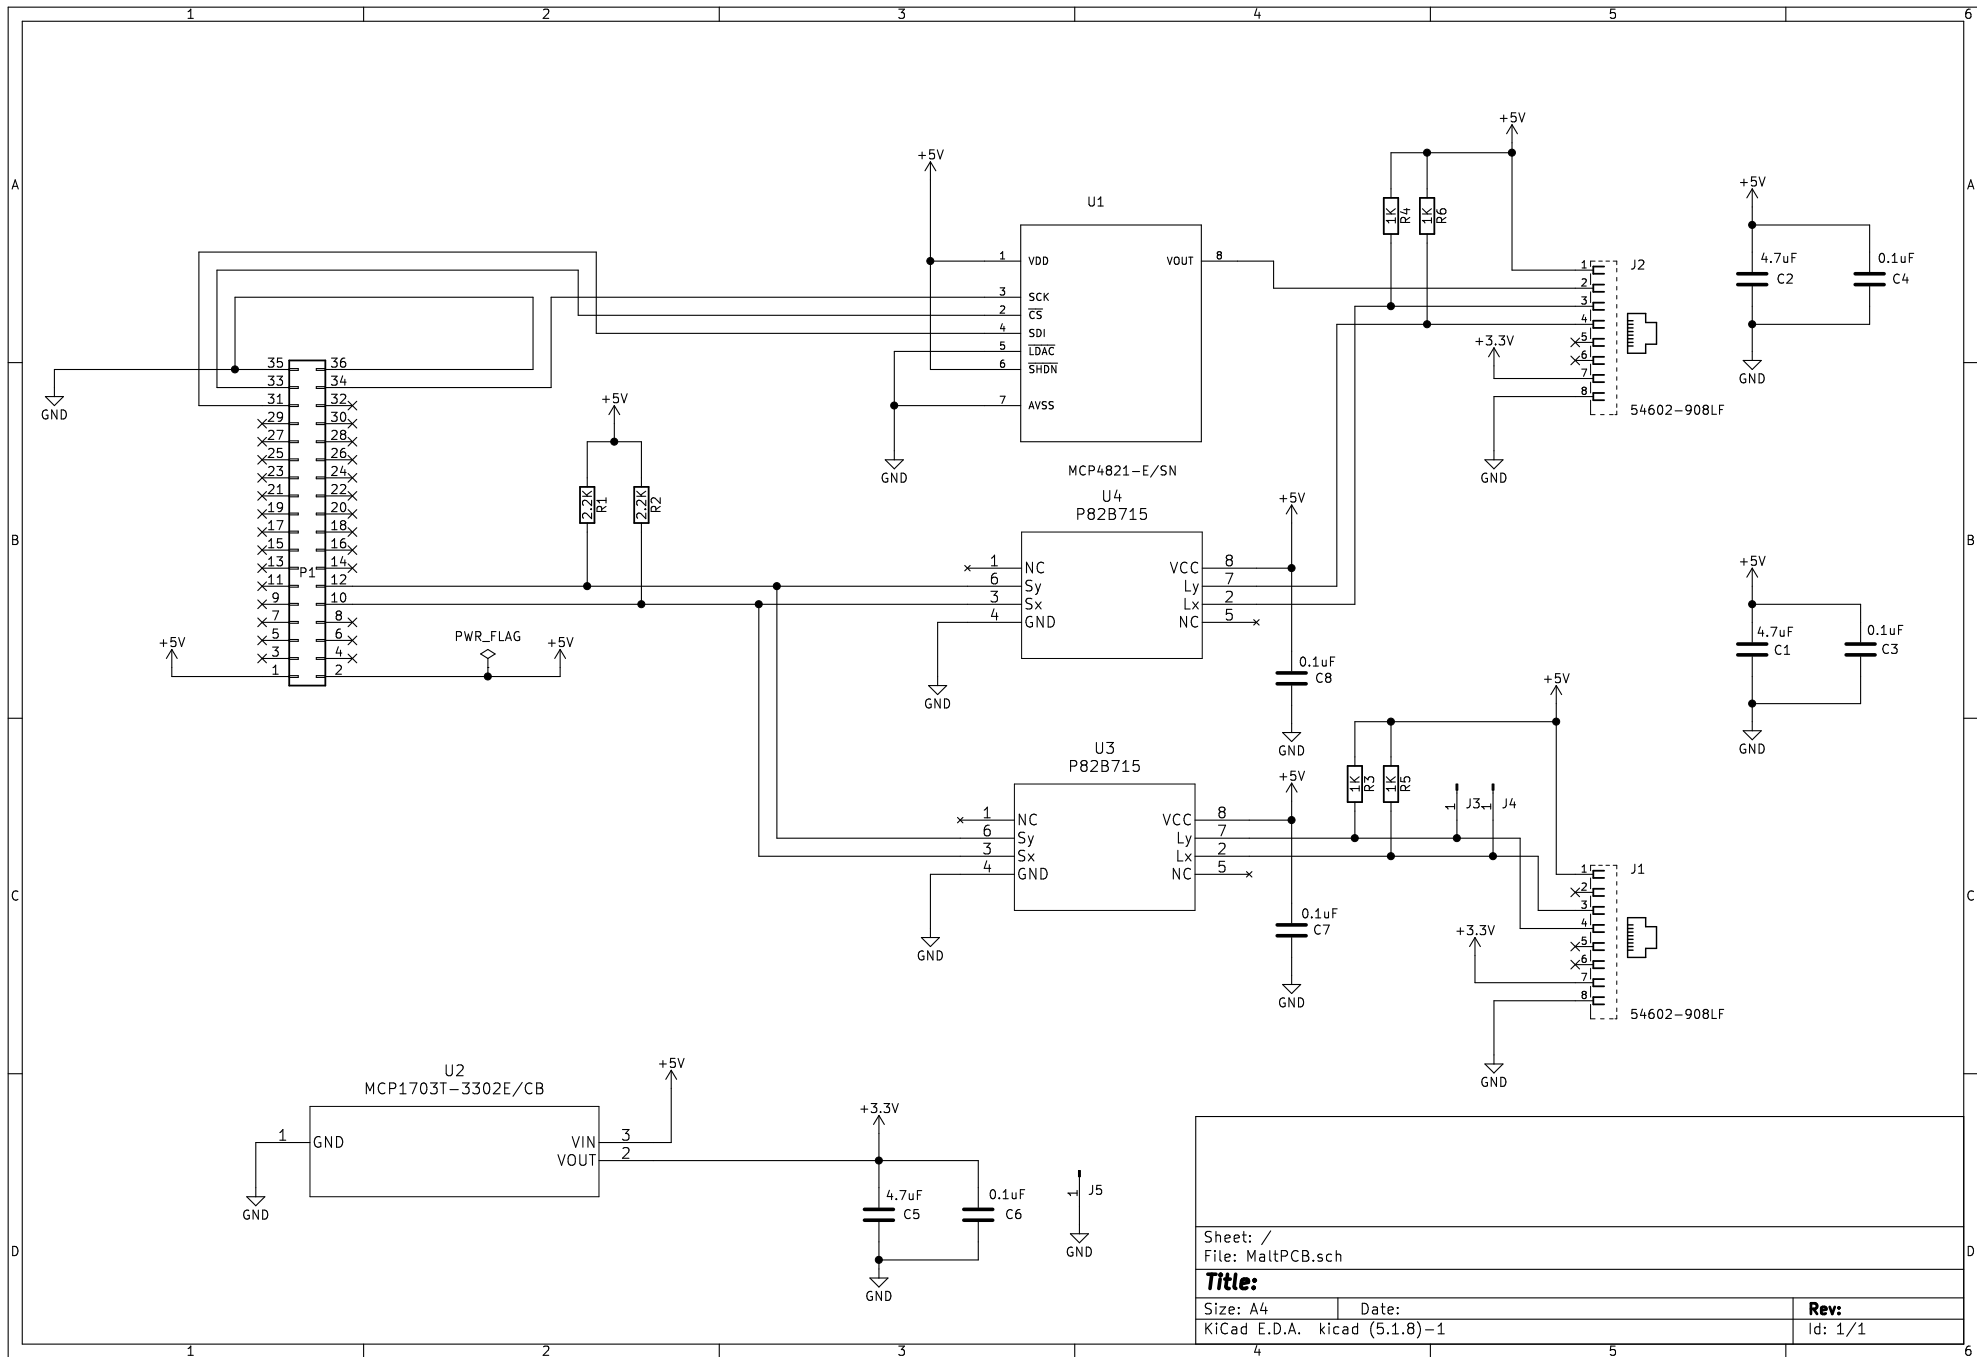 1 2 3 4 5 6
A A
B B
C C
D D
1 2 3 4 5 6
+5V
U1
1 VDD
3 SCK
2 CS
4 SDI
5 LDAC
6 SHDN
7 AVSS
VOUT 8
MCP4821-E/SN
GND
GND
35 36
33 34
31 32
29 30
27 28
25 26
23 24
21 22
19 20
17 18
15 16
13 14
P1
11 12
9 10
7 8
5 6
3 4
1 2
+5V
PWR_FLAG
+5V
+5V
2.2K R1
2.2K R2
U4
P82B715
1 NC
6 Sy
3 Sx
4 GND
VCC 8
Ly 7
Lx 2
NC 5
GND
+5V
0.1uF
C8
GND
U3
P82B715
1 NC
6 Sy
3 Sx
4 GND
VCC 8
Ly 7
Lx 2
NC 5
GND
+5V
0.1uF
C7
GND
+5V
1K R4
1K R6
J2
1
2
3
4
5
6
7
8
+3.3V
54602-908LF
GND
+5V
1K R3
1K R5
1 J3
1 J4
J1
1
2
3
4
5
6
7
8
+3.3V
54602-908LF
GND
+5V
4.7uF
C2
0.1uF
C4
GND
+5V
4.7uF
C1
0.1uF
C3
GND
U2
MCP1703T-3302E/CB
1 GND
VIN 3
VOUT 2
GND
+5V
+3.3V
4.7uF
C5
0.1uF
C6
GND
1 J5
GND
Sheet: /
File: MaltPCB.sch
Title:
Size: A4 Date: Rev:
KiCad E.D.A. kicad (5.1.8)-1 Id: 1/1